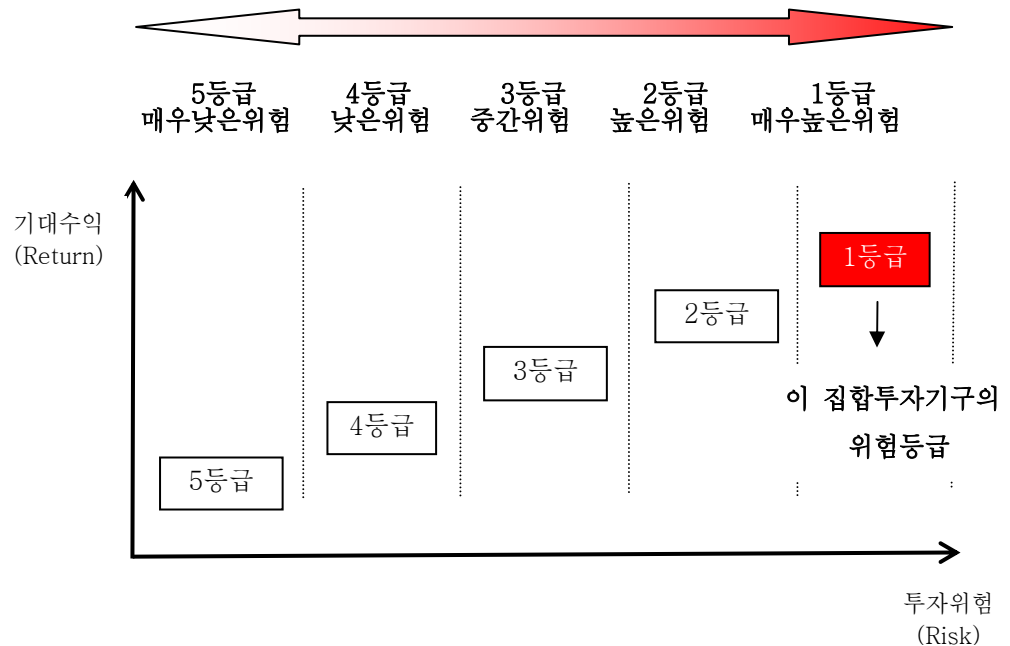 5등급 4등급 3등급 2등급 1등급
매우낮은위험 낮은위험 중간위험 높은위험 매우높은위험
기대수익
(Return)
1등급
2등급
3등급
이 집합투자기구의
4등급
위험등급
5등급
투자위험
(Risk)